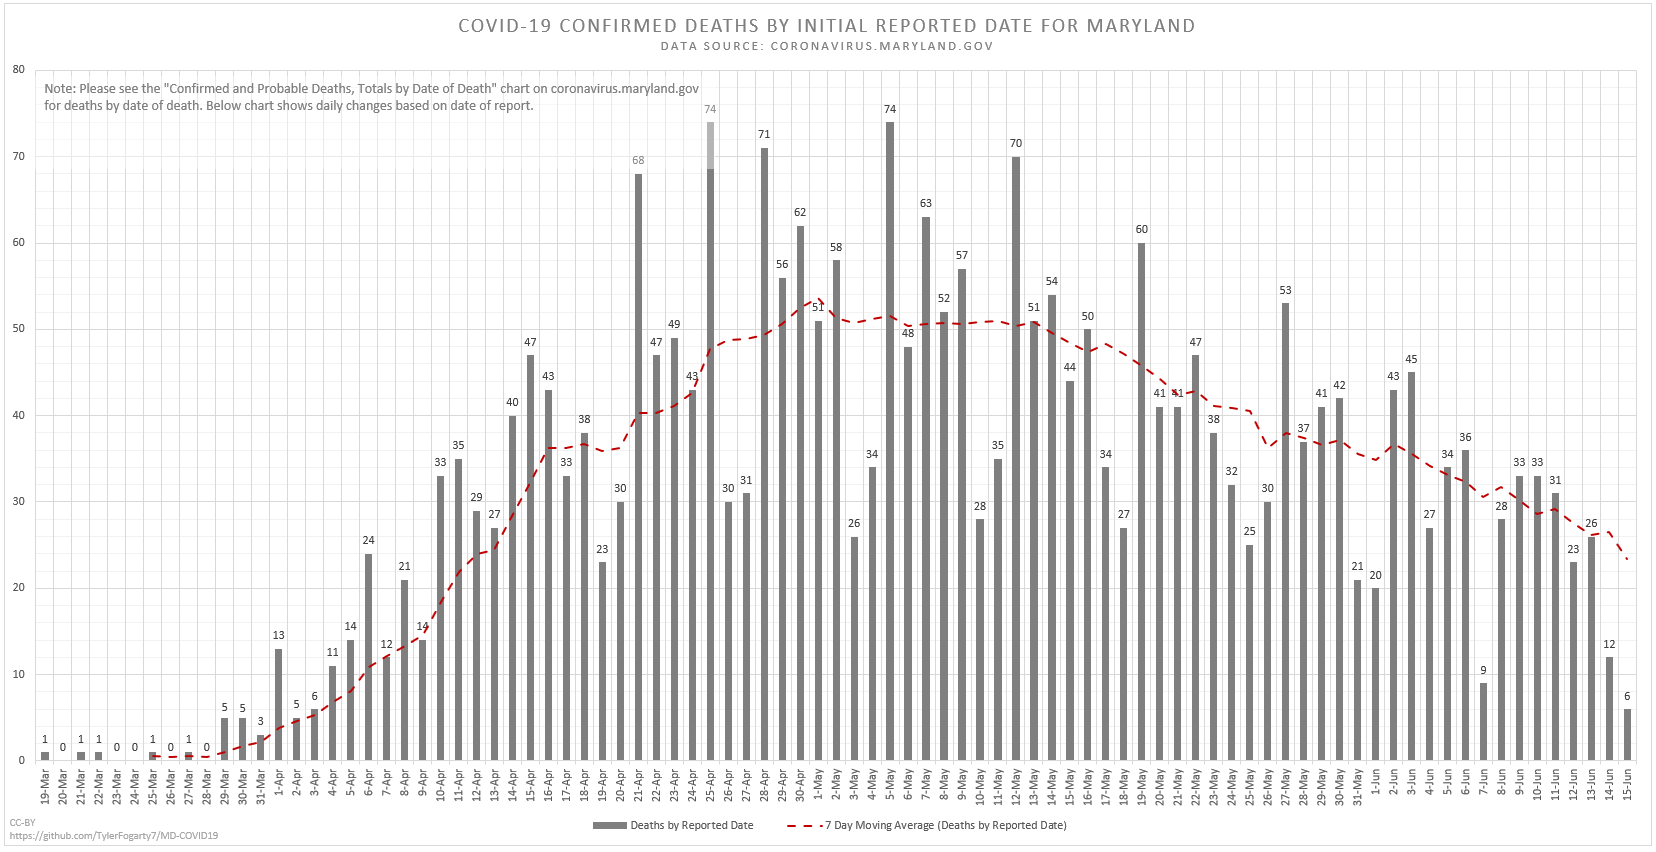 COVID-19 CONFIRMED DEATHS BY INITIAL REPORTED DATE FOR MARYLAND
DATA SOURCE: CORONAVIRUS.MARYLAND.GOV
Note: Please see the "Confirmed and Probable Deaths, Totals by Date of Death" chart on coronavirus.maryland.gov
for deaths by date of death. Below chart shows daily changes based on date of report.
80
70
60
50
40
30
20
10
0
1 0 1 1 0 0 1 0 1 0 5 5 3 13 5 6 11 14 24 12 21 14 33 35 29 27 40 47 43 33 38 23 30 68 47 49 43 74 30 31 71 56 62 51 58 26 34 74 48 63 52 57 28 35 70 51 54 44 50 34 27 60 41 41 47 38 32 25 30 53 37 41 42 21 20 43 45 27 34 36 9 28 33 33 31 23 26 12 6
19-Mar 20-Mar 21-Mar 22-Mar 23-Mar 24-Mar 25-Mar 26-Mar 27-Mar 28-Mar 29-Mar 30-Mar 31-Mar 1-Apr 2-Apr 3-Apr 4-Apr 5-Apr 6-Apr 7-Apr 8-Apr 9-Apr 10-Apr 11-Apr 12-Apr 13-Apr 14-Apr 15-Apr 16-Apr 17-Apr 18-Apr 19-Apr 20-Apr 21-Apr 22-Apr 23-Apr 24-Apr 25-Apr 26-Apr 27-Apr 28-Apr 29-Apr 30-Apr 1-May 2-May 3-May 4-May 5-May 6-May 7-May 8-May 9-May 10-May 11-May 12-May 13-May 14-May 15-May 16-May 17-May 18-May 19-May 20-May 21-May 22-May 23-May 24-May 25-May 26-May 27-May 28-May 29-May 30-May 31-May 1-Jun 2-Jun 3-Jun 4-Jun 5-Jun 6-Jun 7-Jun 8-Jun 9-Jun 10-Jun 11-Jun 12-Jun 13-Jun 14-Jun 15-Jun
Deaths by Reported Date 7 Day Moving Average (Deaths by Reported Date)
CC-BY
https://github.com/TylerFogarty7/MD-COVID19